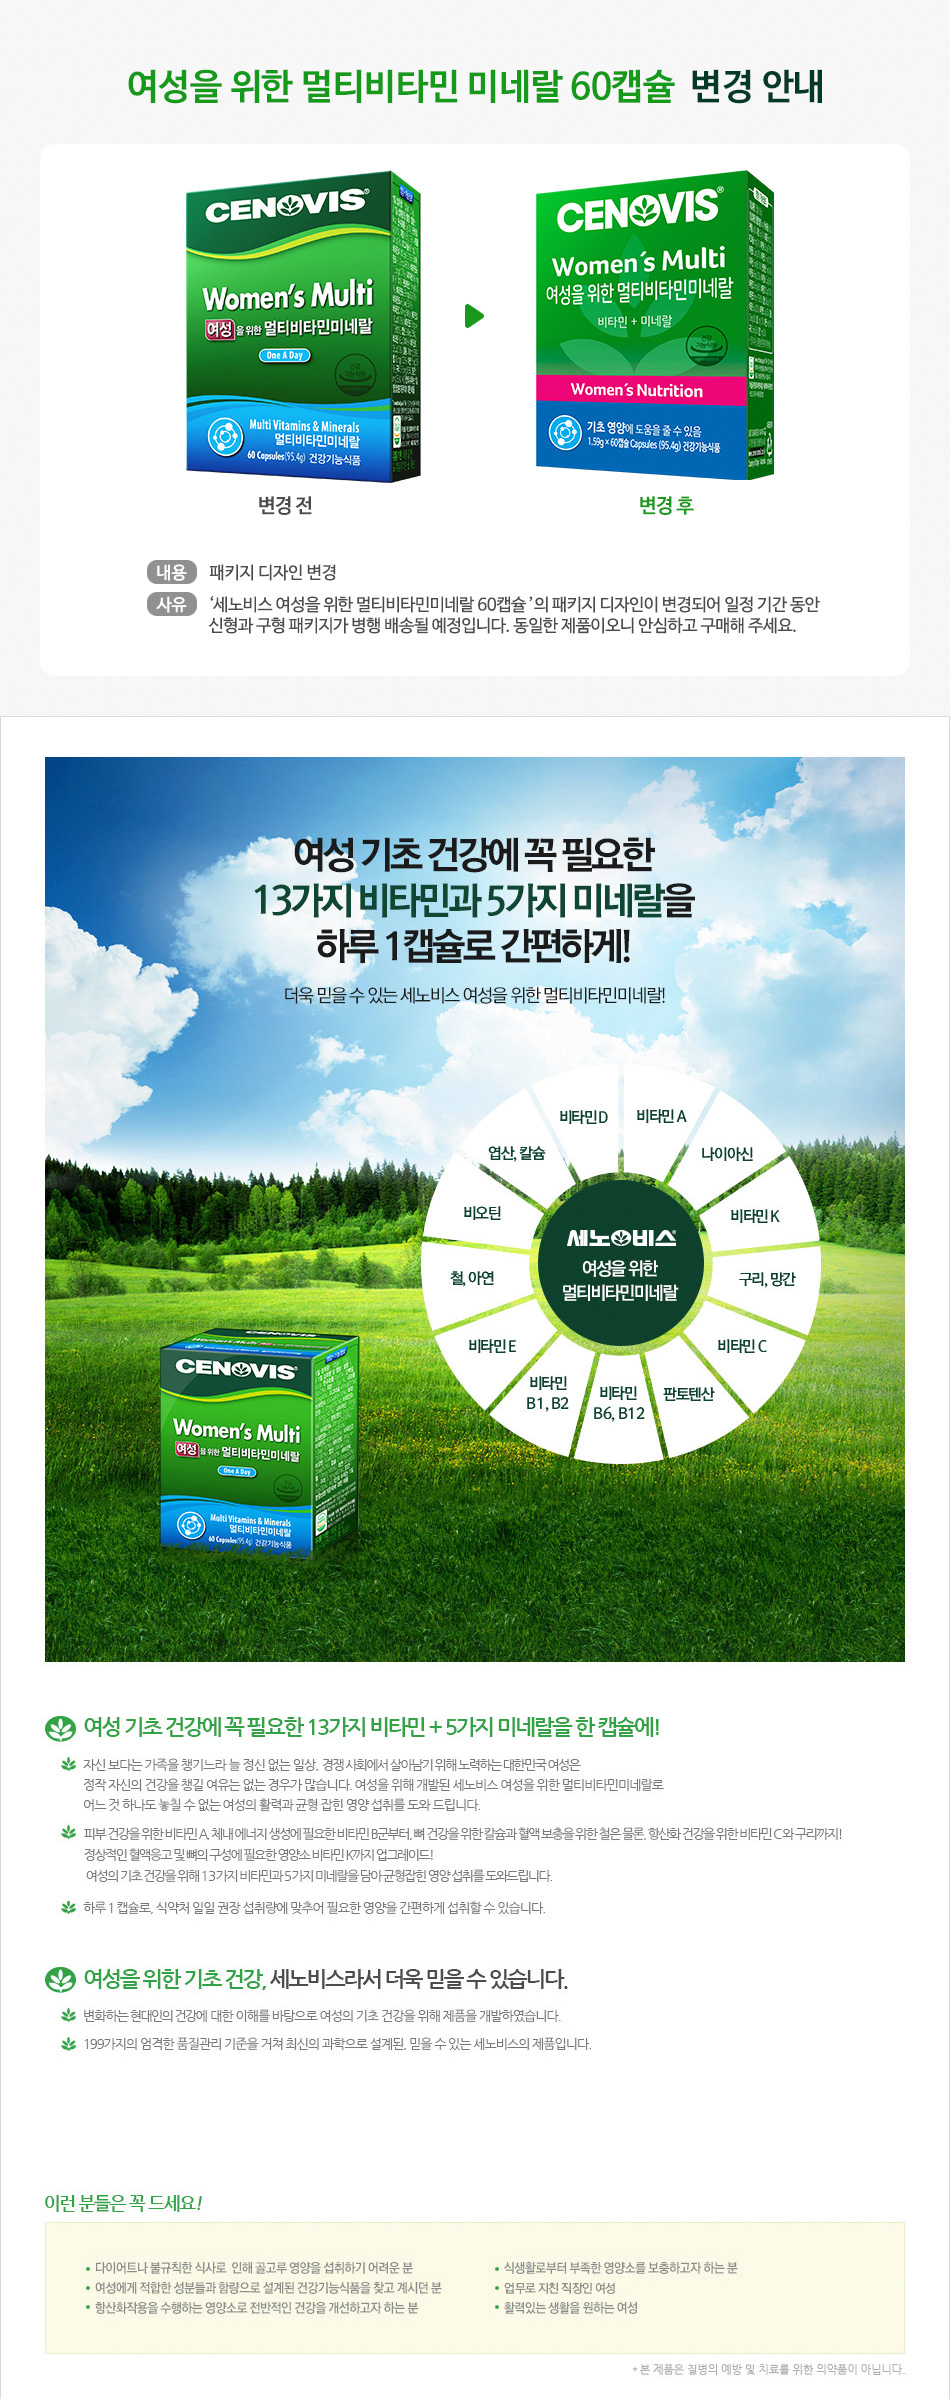 여성을 위한 멀티비타민 미네랄 60캡슐 변경 안내
CENOVIS®
Women's Multi
여성을 위한 멀티비타민미네랄
One A Day
건강기능식품
Multi Vitamins & Minerals
멀티비타민미네랄
60 Capsules(95.4g) 건강기능식품
변경 전
CENOVIS®
Women's Multi
여성을 위한 멀티비타민미네랄
비타민 + 미네랄
건강기능식품
Women's Nutrition
기초 영양에 도움을 줄 수 있음
1.59g × 60캡슐 Capsules (95.4g) 건강기능식품
변경 후
내용 패키지 디자인 변경
사유 ‘세노비스 여성을 위한 멀티비타민미네랄 60캡슐’의 패키지 디자인이 변경되어 일정 기간 동안
신형과 구형 패키지가 병행 배송될 예정입니다. 동일한 제품이오니 안심하고 구매해 주세요.
여성 기초 건강에 꼭 필요한
13가지 비타민과 5가지 미네랄을
하루 1캡슐로 간편하게!
더욱 믿을 수 있는 세노비스 여성을 위한 멀티비타민미네랄!
비타민 D
비타민 A
엽산, 칼슘
나이아신
비오틴
비타민 K
세노비스
여성을 위한
멀티비타민미네랄
철, 아연
구리, 망간
비타민 E
비타민 C
비타민
B1, B2
비타민
B6, B12
판토텐산
CENOVIS®
Women's Multi
여성을 위한 멀티비타민미네랄
One A Day
Multi Vitamins & Minerals
멀티비타민미네랄
60 Capsules(95.4g) 건강기능식품
여성 기초 건강에 꼭 필요한 13가지 비타민 + 5가지 미네랄을 한 캡슐에!
자신 보다는 가족을 챙기느라 늘 정신 없는 일상, 경쟁 사회에서 살아남기 위해 노력하는 대한민국 여성은
정작 자신의 건강을 챙길 여유는 없는 경우가 많습니다. 여성을 위해 개발된 세노비스 여성을 위한 멀티비타민미네랄로
어느 것 하나도 놓칠 수 없는 여성의 활력과 균형 잡힌 영양 섭취를 도와 드립니다.
피부 건강을 위한 비타민 A, 체내 에너지 생성에 필요한 비타민 B군부터, 뼈 건강을 위한 칼슘과 혈액 보충을 위한 철은 물론, 항산화 건강을 위한 비타민 C 와 구리까지!
정상적인 혈액응고 및 뼈의 구성에 필요한 영양소 비타민 K까지 업그레이드!
여성의 기초 건강을 위해 13가지 비타민과 5가지 미네랄을 담아 균형잡힌 영양 섭취를 도와드립니다.
하루 1 캡슐로, 식약처 일일 권장 섭취량에 맞추어 필요한 영양을 간편하게 섭취할 수 있습니다.
여성을 위한 기초 건강, 세노비스라서 더욱 믿을 수 있습니다.
변화하는 현대인의 건강에 대한 이해를 바탕으로 여성의 기초 건강을 위해 제품을 개발하였습니다.
199가지의 엄격한 품질관리 기준을 거쳐 최신의 과학으로 설계된, 믿을 수 있는 세노비스의 제품입니다.
이런 분들은 꼭 드세요!
• 다이어트나 불규칙한 식사로 인해 골고루 영양을 섭취하기 어려운 분
• 여성에게 적합한 성분들과 함량으로 설계된 건강기능식품을 찾고 계시던 분
• 항산화작용을 수행하는 영양소로 전반적인 건강을 개선하고자 하는 분
• 식생활로부터 부족한 영양소를 보충하고자 하는 분
• 업무로 지친 직장인 여성
• 활력있는 생활을 원하는 여성
* 본 제품은 질병의 예방 및 치료를 위한 의약품이 아닙니다.